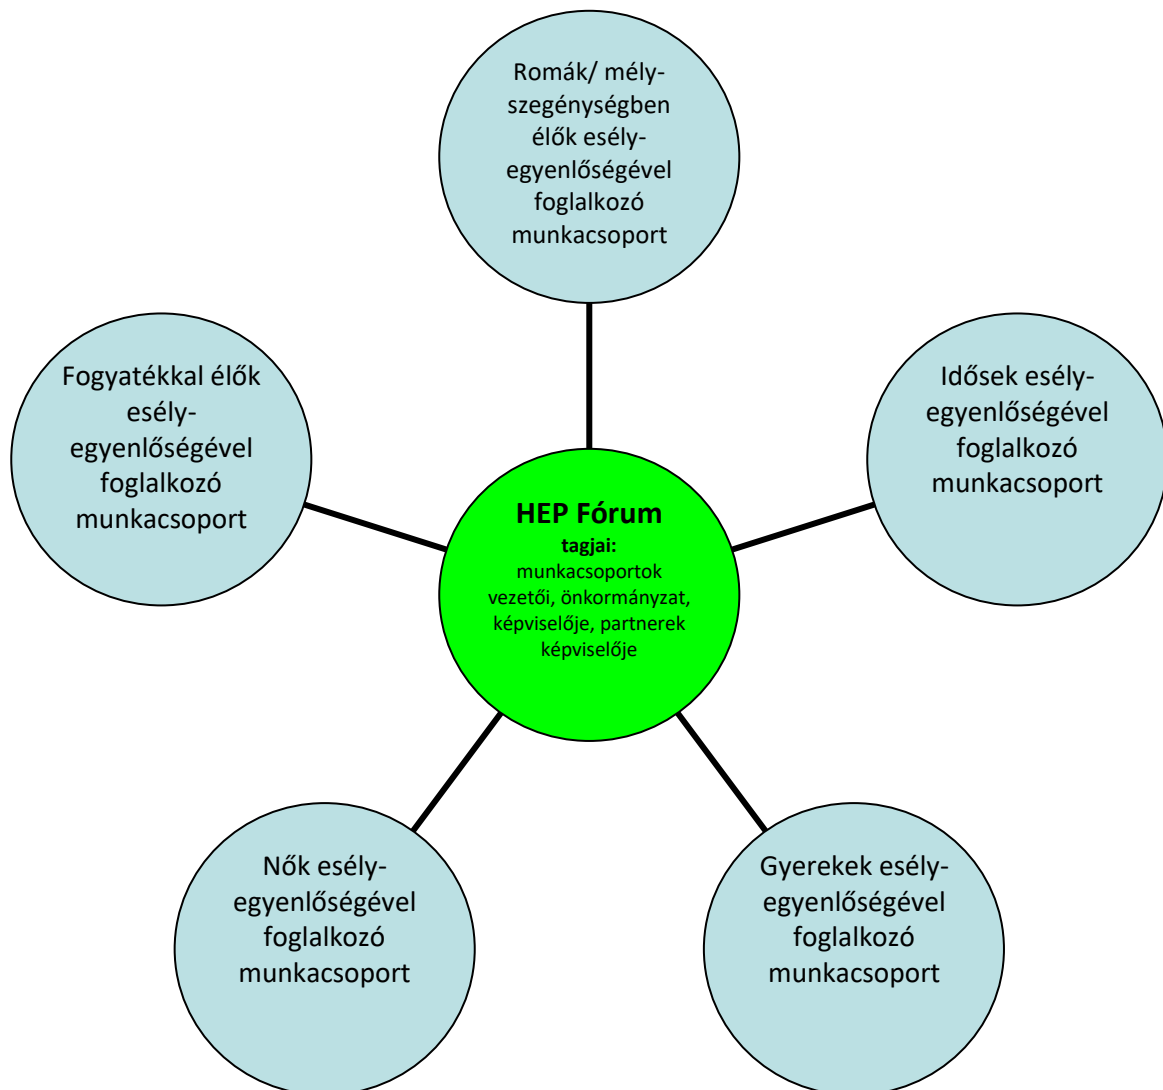 Romák/ mély-
szegénységben
élők esély-
egyenlőségével
foglalkozó
munkacsoport
Fogyatékkal élők
esély-
egyenlőségével
foglalkozó
munkacsoport
Idősek esély-
egyenlőségével
foglalkozó
munkacsoport
HEP Fórum
tagjai:
munkacsoportok
vezetői, önkormányzat,
képviselője, partnerek
képviselője
Nők esély-
egyenlőségével
foglalkozó
munkacsoport
Gyerekek esély-
egyenlőségével
foglalkozó
munkacsoport